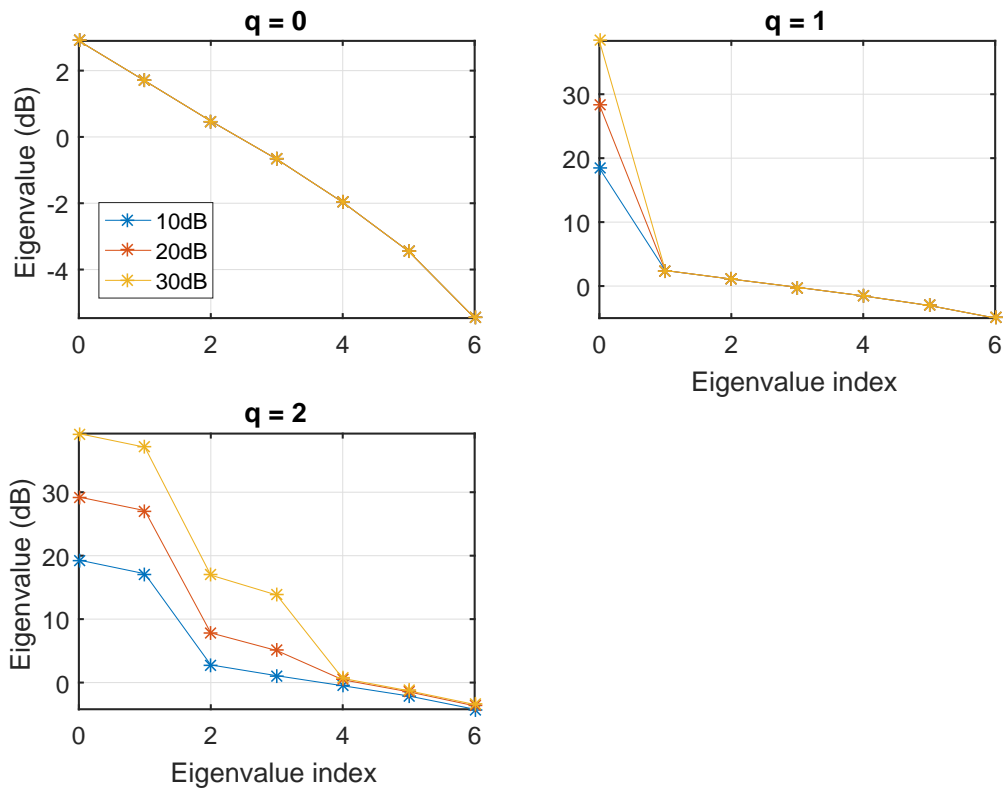 q = 0
Eigenvalue (dB)
2
0
-2
-4
10dB
20dB
30dB
0 2 4 6
q = 1
30
20
10
0
0 2 4 6
Eigenvalue index
q = 2
Eigenvalue (dB)
30
20
10
0
0 2 4 6
Eigenvalue index